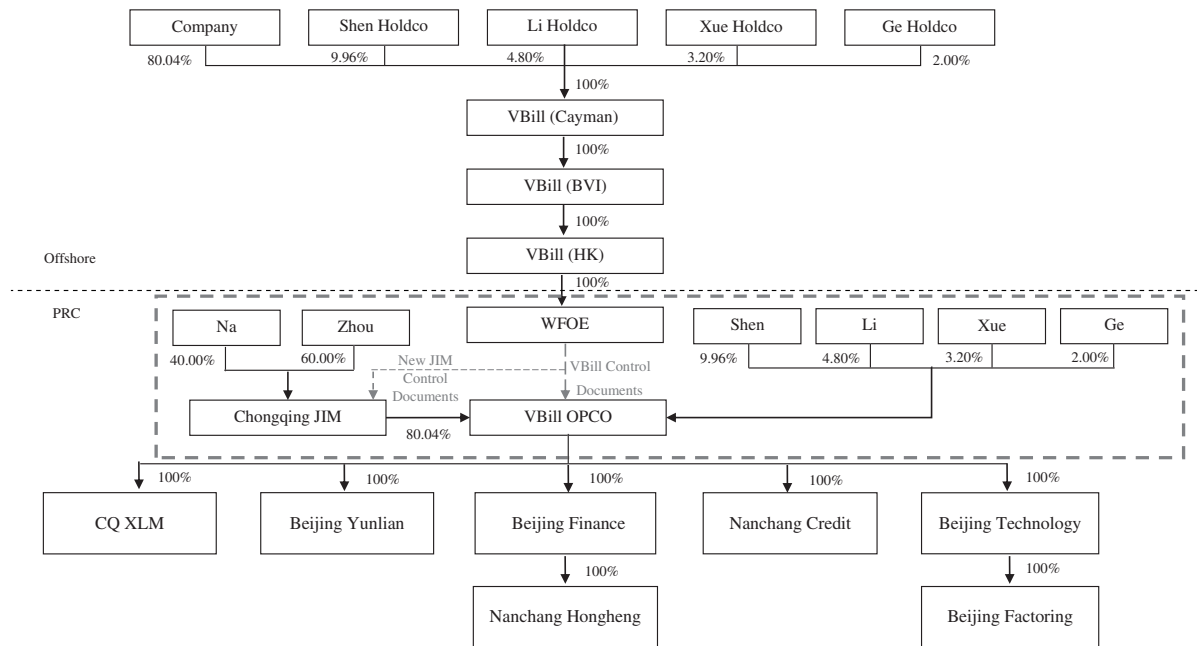 Company
Shen Holdco
Li Holdco
Xue Holdco
Ge Holdco
80.04%
9.96%
4.80%
3.20%
2.00%
100%
VBill (Cayman)
100%
VBill (BVI)
100%
VBill (HK)
Offshore
100%
PRC
Na
Zhou
WFOE
Shen
Li
Xue
Ge
40.00%
60.00%
New JIM
Control
Documents
VBill Control
Documents
9.96%
4.80%
3.20%
2.00%
Chongqing JIM
80.04%
VBill OPCO
100%
100%
100%
100%
100%
CQ XLM
Beijing Yunlian
Beijing Finance
Nanchang Credit
Beijing Technology
100%
100%
Nanchang Hongheng
Beijing Factoring